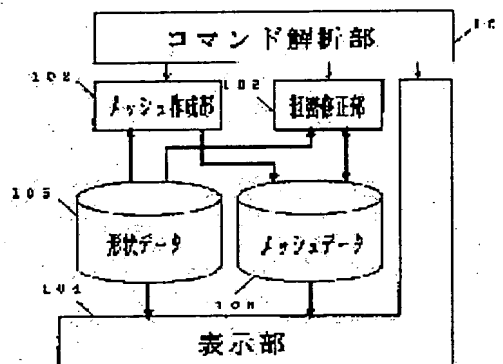 コマンド解断部
メッシュ作成部
102
粗密修正部
105
形状データ
メッシュデータ
表示部